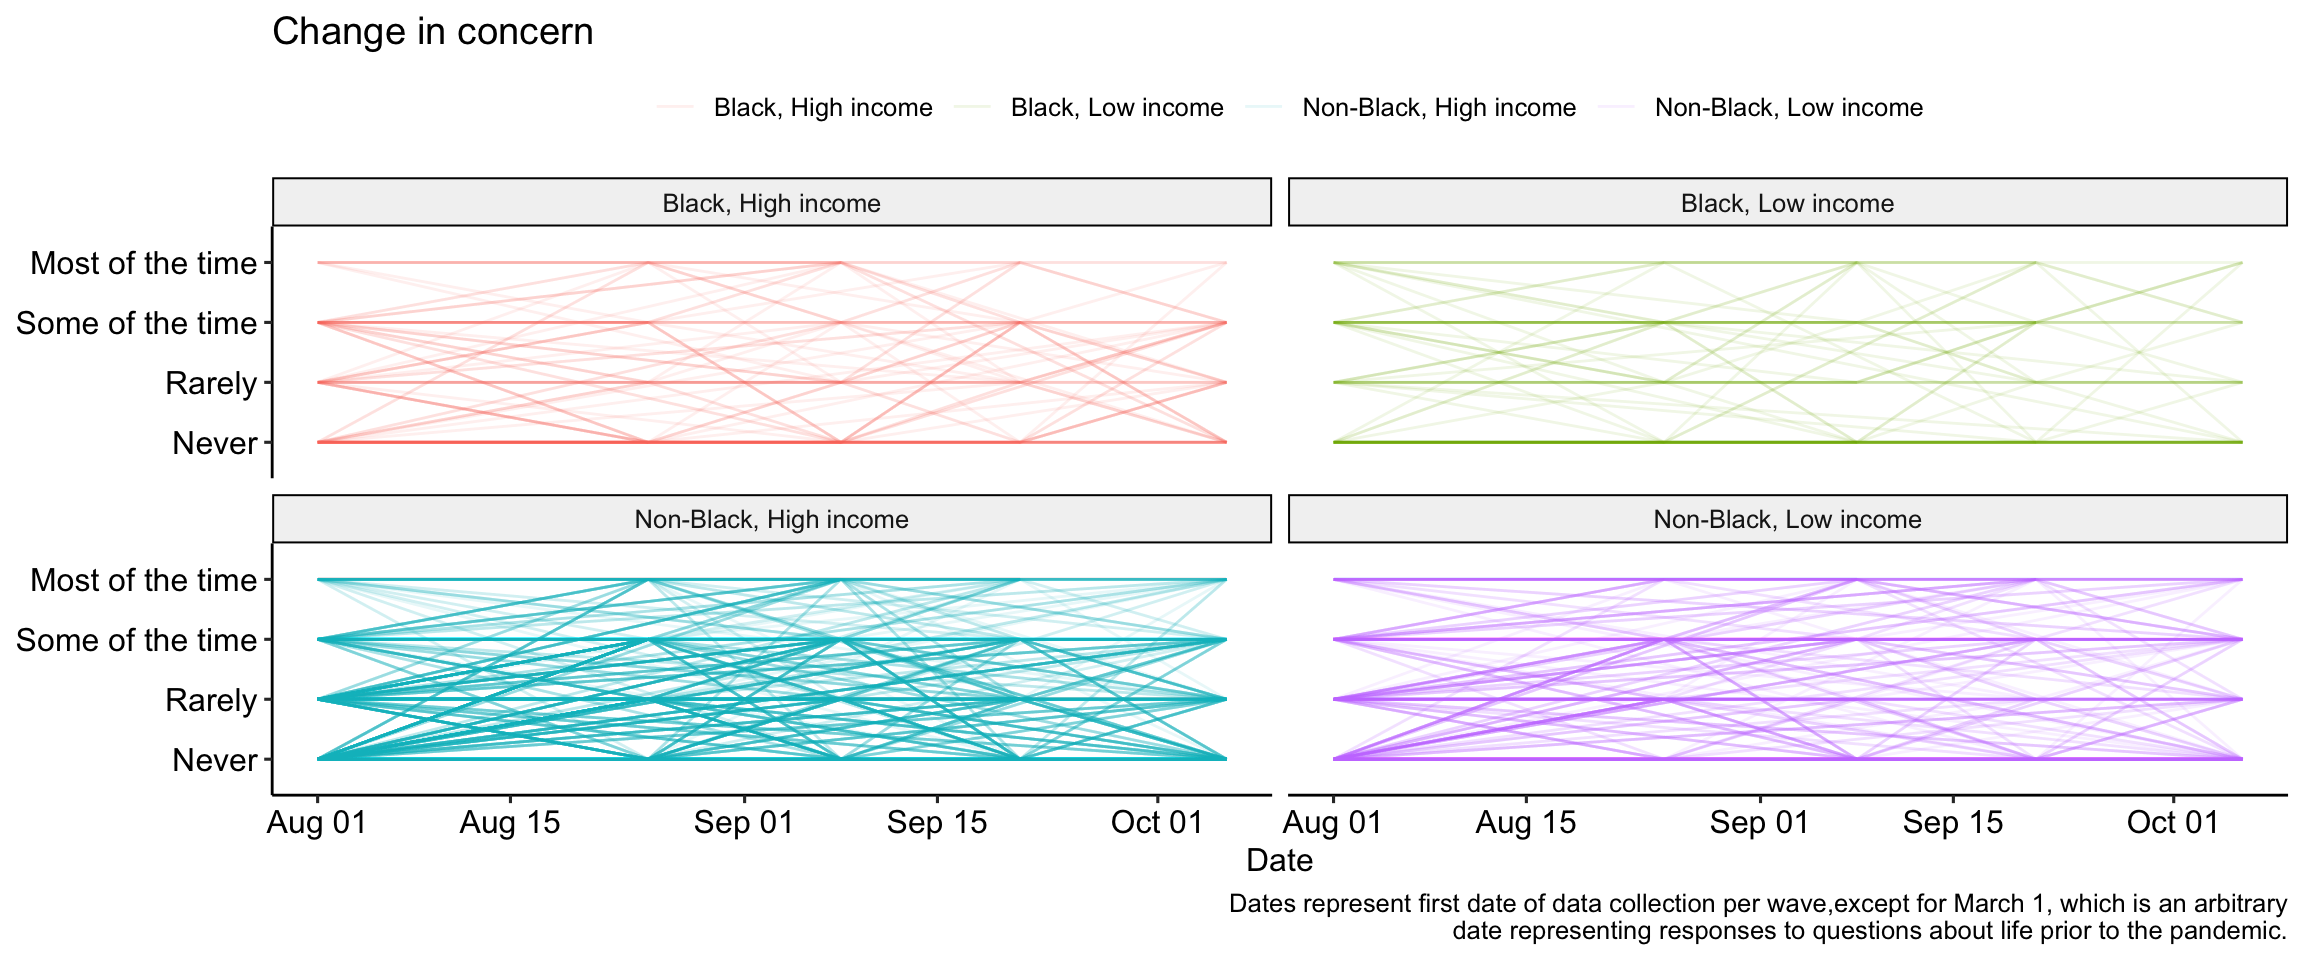 Change in concern
Black, High income Black, Low income Non-Black, High income Non-Black, Low income
Black, High income
Black, Low income
Most of the time
Some of the time
Rarely
Never
Non-Black, High income
Non-Black, Low income
Most of the time
Some of the time
Rarely
Never
Aug 01 Aug 15 Sep 01 Sep 15 Oct 01
Aug 01 Aug 15 Sep 01 Sep 15 Oct 01
Date
Dates represent first date of data collection per wave,except for March 1, which is an arbitrary
date representing responses to questions about life prior to the pandemic.